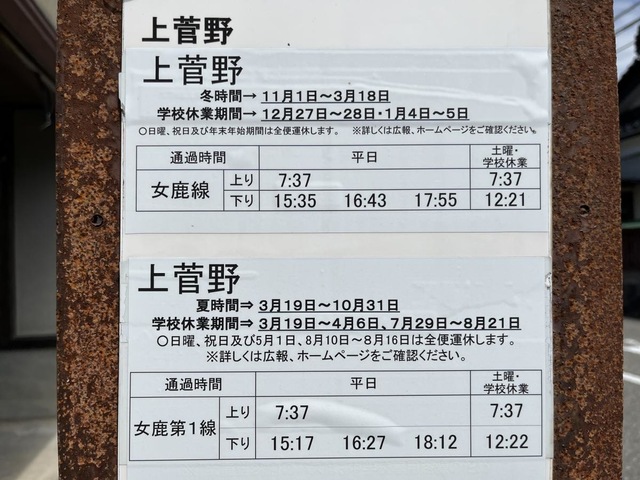 上菅野
上菅野
冬時間→ 11月1日～3月18日
学校休業期間→ 12月27日～28日・1月4日～5日
○日曜、祝日及び年末年始期間は全便運休します。 ※詳しくは広報、ホームページをご確認ください。
通過時間 平日 土曜・学校休業
女鹿線 上り 7:37 7:37
下り 15:35 16:43 17:55 12:21
上菅野
夏時間⇒ 3月19日～10月31日
学校休業期間⇒ 3月19日～4月6日、7月29日～8月21日
○日曜、祝日及び5月1日、8月10日～8月16日は全便運休します。
※詳しくは広報、ホームページをご確認ください。
通過時間 平日 土曜・学校休業
女鹿第1線 上り 7:37 7:37
下り 15:17 16:27 18:12 12:22